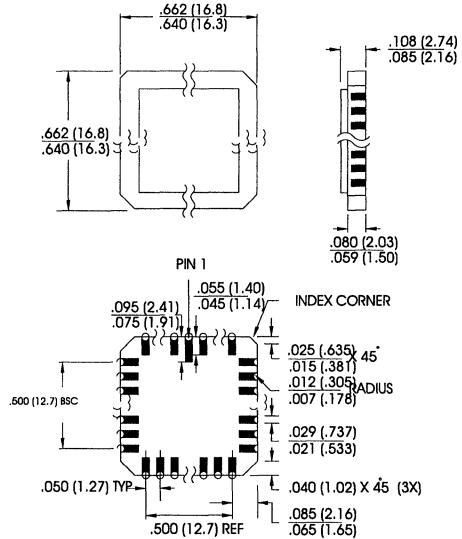 .662 (16.8)
.640 (16.3)
.108 (2.74)
.085 (2.16)
.662 (16.8)
.640 (16.3)
.080 (2.03)
.059 (1.50)
PIN 1
.055 (1.40)
.045 (1.14)
INDEX CORNER
.095 (2.41)
.075 (1.91)
.025 (.635) X 45°
.015 (.381)
.012 (.305) RADIUS
.007 (.178)
.500 (12.7) BSC
.029 (.737)
.021 (.533)
.050 (1.27) TYP
.040 (1.02) X 45° (3X)
.085 (2.16)
.065 (1.65)
.500 (12.7) REF